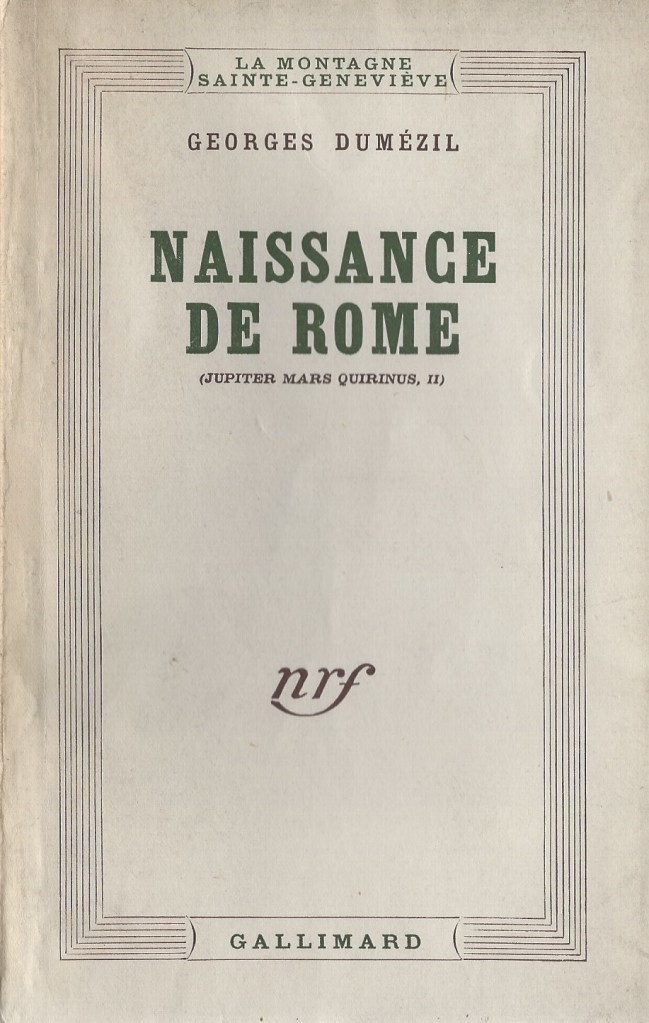 LA MONTAGNE
SAINTE-GENEVIÈVE
GEORGES DUMÉZIL
NAISSANCE
DE ROME
(JUPITER MARS QUIRINUS, II)
nrf
GALLIMARD